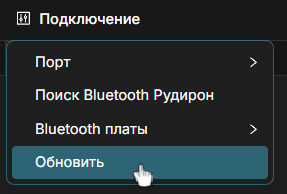 Подключение
Порт
Поиск Bluetooth Рудирон
Bluetooth платы
Обновить